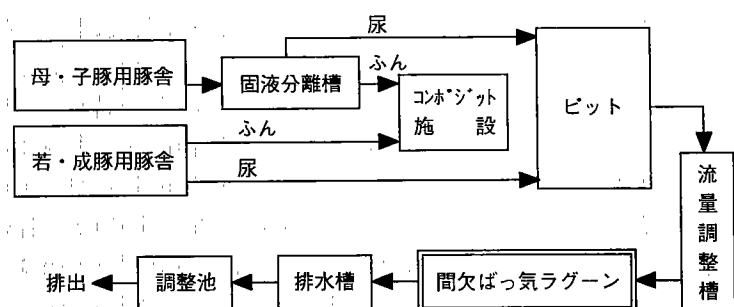 尿
母・子豚用豚舎
固液分離槽
ふん
コンポジット
施設
ピット
若・成豚用豚舎
ふん
尿
流量調整槽
排出
調整池
排水槽
間欠ばっ気ラグーン